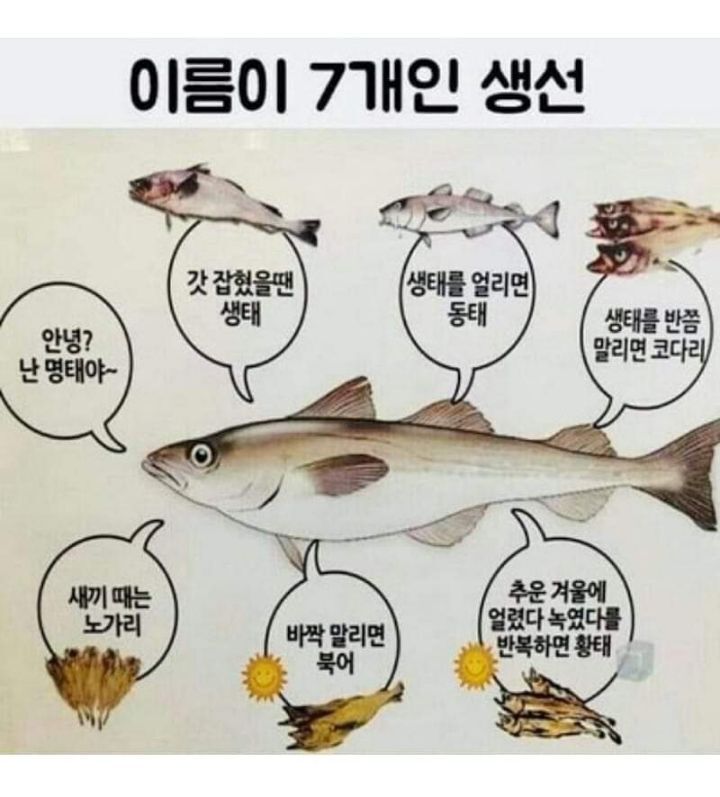 이름이 7개인 생선
갓 잡혔을땐
생태
생태를 얼리면
동태
생태를 반쯤
말리면 코다리
안녕?
난 명태야~
새끼 때는
노가리
바짝 말리면
북어
추운 겨울에
얼렸다 녹였다를
반복하면 황태